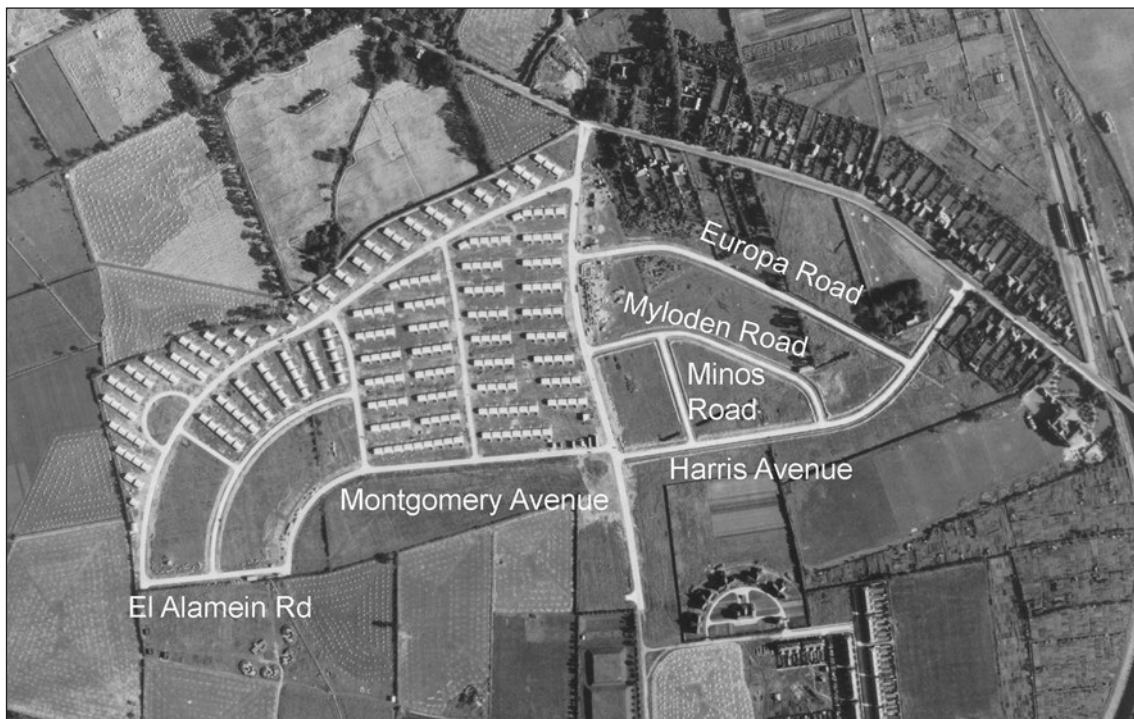 Europa Road
Myloden Road
Minos
Road
Harris Avenue
Montgomery Avenue
El Alamein Rd